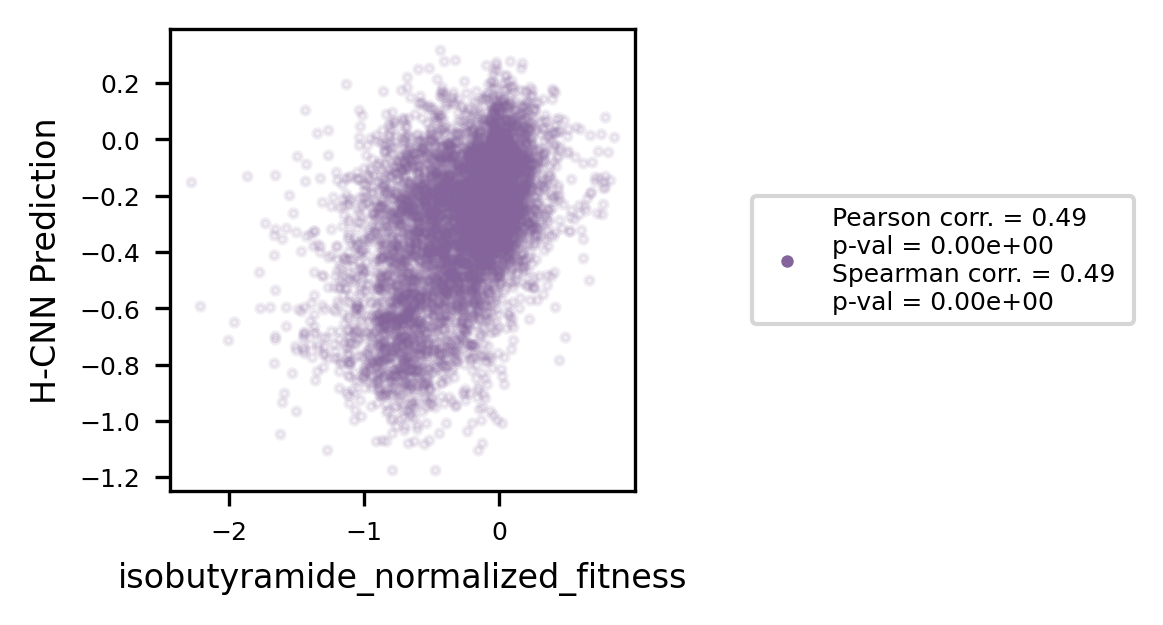 H-CNN Prediction
0.2
0.0
−0.2
−0.4
−0.6
−0.8
−1.0
−1.2
−2
−1
0
isobutyramide_normalized_fitness
Pearson corr. = 0.49
p-val = 0.00e+00
Spearman corr. = 0.49
p-val = 0.00e+00